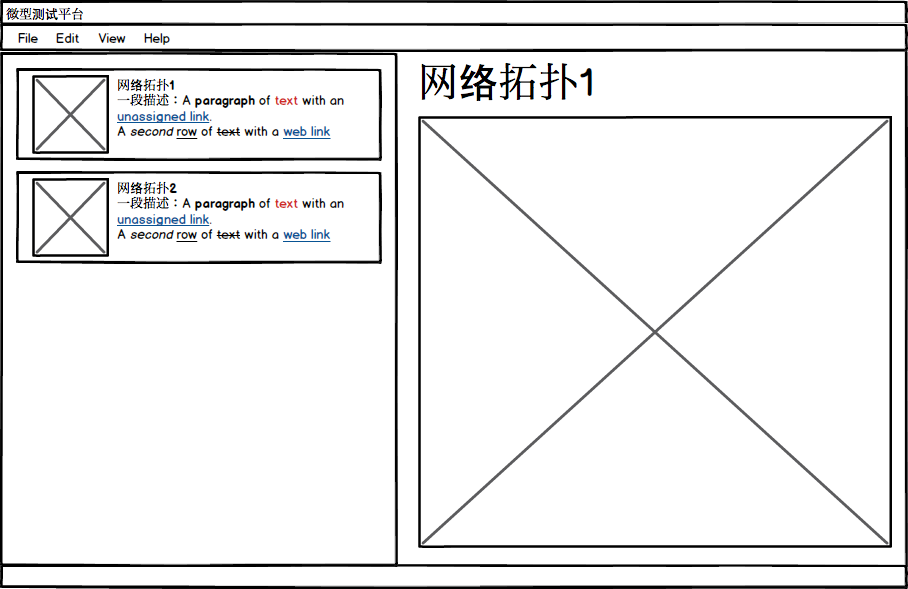 微型测试平台
File Edit View Help
网络拓扑1
一段描述：A paragraph of text with an
unassigned link.
A second row of text with a web link
网络拓扑2
一段描述：A paragraph of text with an
unassigned link.
A second row of text with a web link
网络拓扑1